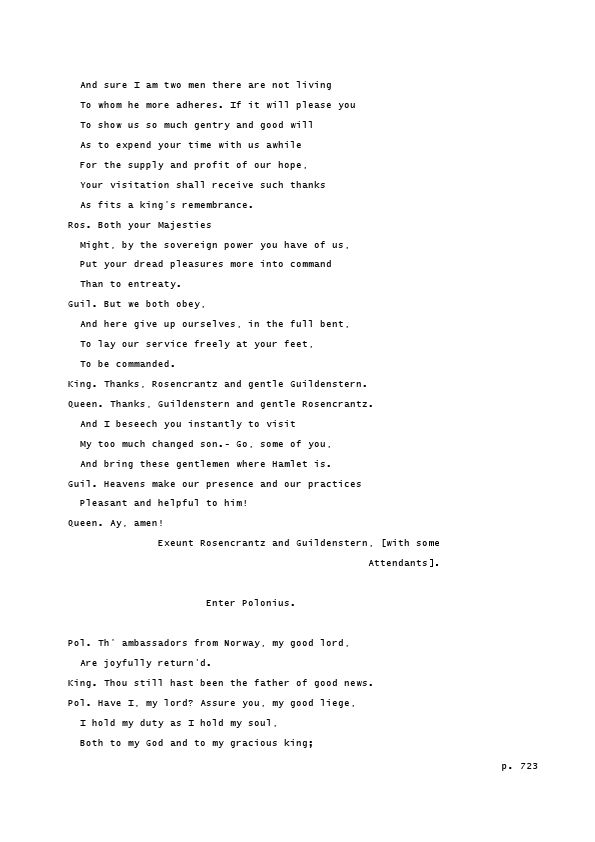 And sure I am two men there are not living
To whom he more adheres. If it will please you
To show us so much gentry and good will
As to expend your time with us awhile
For the supply and profit of our hope,
Your visitation shall receive such thanks
As fits a king's remembrance.
Ros. Both your Majesties
Might, by the sovereign power you have of us,
Put your dread pleasures more into command
Than to entreaty.
Guil. But we both obey,
And here give up ourselves, in the full bent,
To lay our service freely at your feet,
To be commanded.
King. Thanks, Rosencrantz and gentle Guildenstern.
Queen. Thanks, Guildenstern and gentle Rosencrantz.
And I beseech you instantly to visit
My too much changed son.- Go, some of you,
And bring these gentlemen where Hamlet is.
Guil. Heavens make our presence and our practices
Pleasant and helpful to him!
Queen. Ay, amen!
Exeunt Rosencrantz and Guildenstern, [with some
Attendants].
Enter Polonius.
Pol. Th' ambassadors from Norway, my good lord,
Are joyfully return'd.
King. Thou still hast been the father of good news.
Pol. Have I, my lord? Assure you, my good liege,
I hold my duty as I hold my soul,
Both to my God and to my gracious king;
p. 723